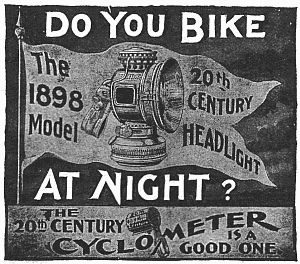 DO YOU BIKE
The
1898
Model
20th
CENTURY
HEADLIGHT
AT NIGHT?
THE
20TH CENTURY
CYCLOMETER
IS A
GOOD ONE